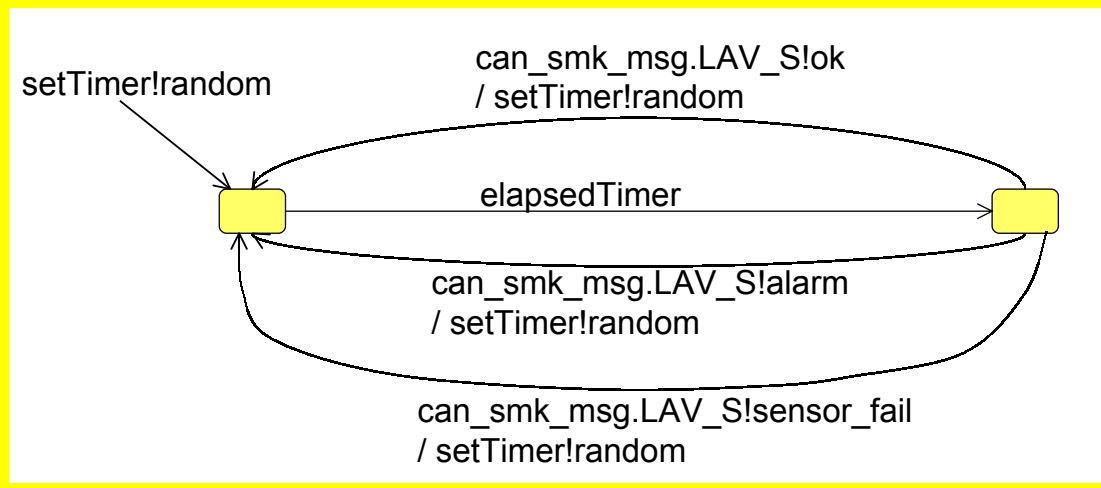 can_smk_msg.LAV_S!ok
/ setTimer!random
setTimer!random
elapsedTimer
can_smk_msg.LAV_S!alarm
/ setTimer!random
can_smk_msg.LAV_S!sensor_fail
/ setTimer!random